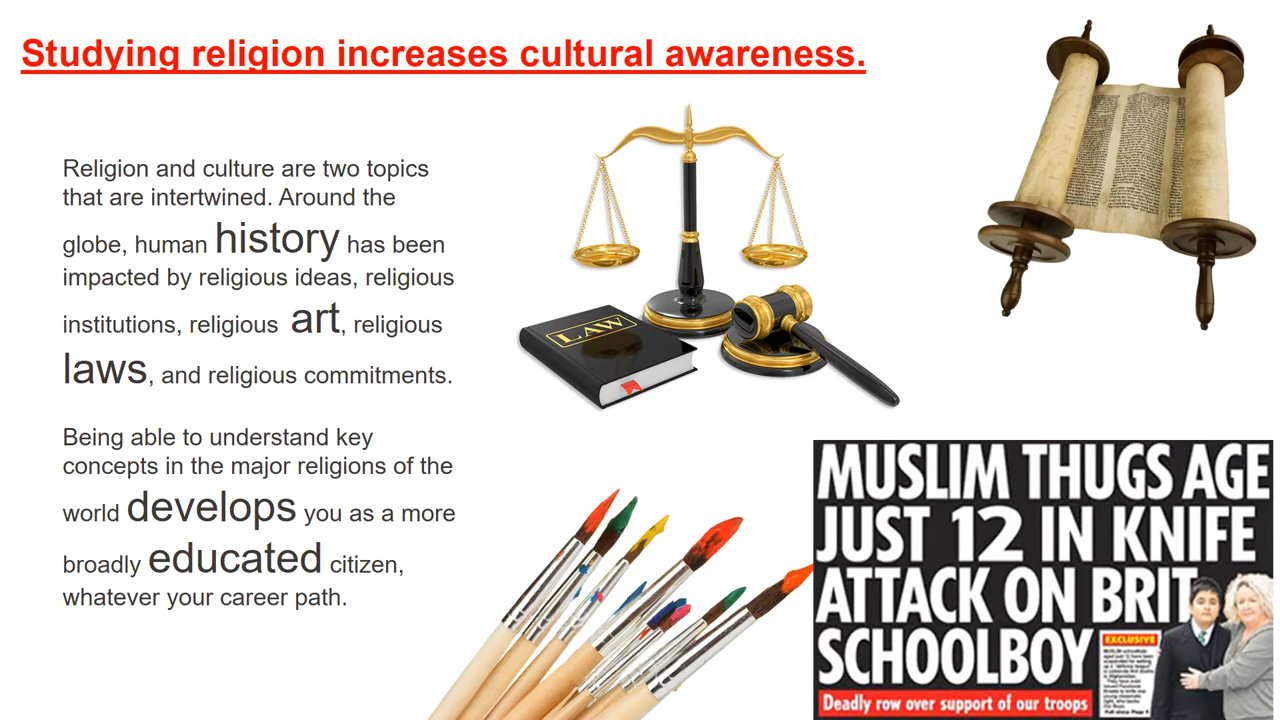 Studying religion increases cultural awareness.
Religion and culture are two topics
that are intertwined. Around the
globe, human history has been
impacted by religious ideas, religious
institutions, religious art, religious
laws, and religious commitments.
Being able to understand key
concepts in the major religions of the
world develops you as a more
broadly educated citizen,
whatever your career path.
LAW
MUSLIM THUGS AGE
JUST 12 IN KNIFE
ATTACK ON BRIT
SCHOOLBOY
EXCLUSIVE
Deadly row over support of our troops